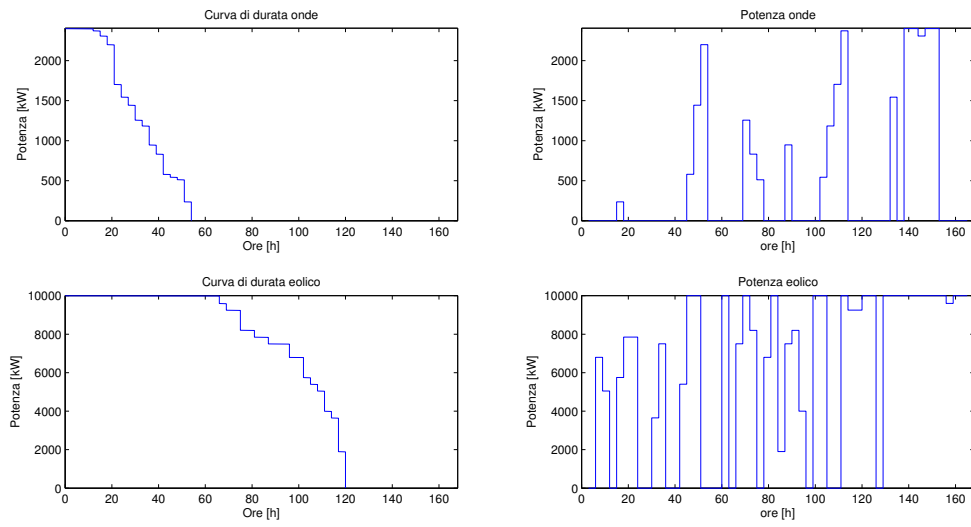 Curva di durata onde
Potenza [kW]
2000
1500
1000
500
0
0 20 40 60 80 100 120 140 160
Ore [h]
Potenza onde
Potenza [kW]
2000
1500
1000
500
0
0 20 40 60 80 100 120 140 160
ore [h]
Curva di durata eolico
Potenza [kW]
10000
8000
6000
4000
2000
0
0 20 40 60 80 100 120 140 160
Ore [h]
Potenza eolico
Potenza [kW]
10000
8000
6000
4000
2000
0
0 20 40 60 80 100 120 140 160
ore [h]